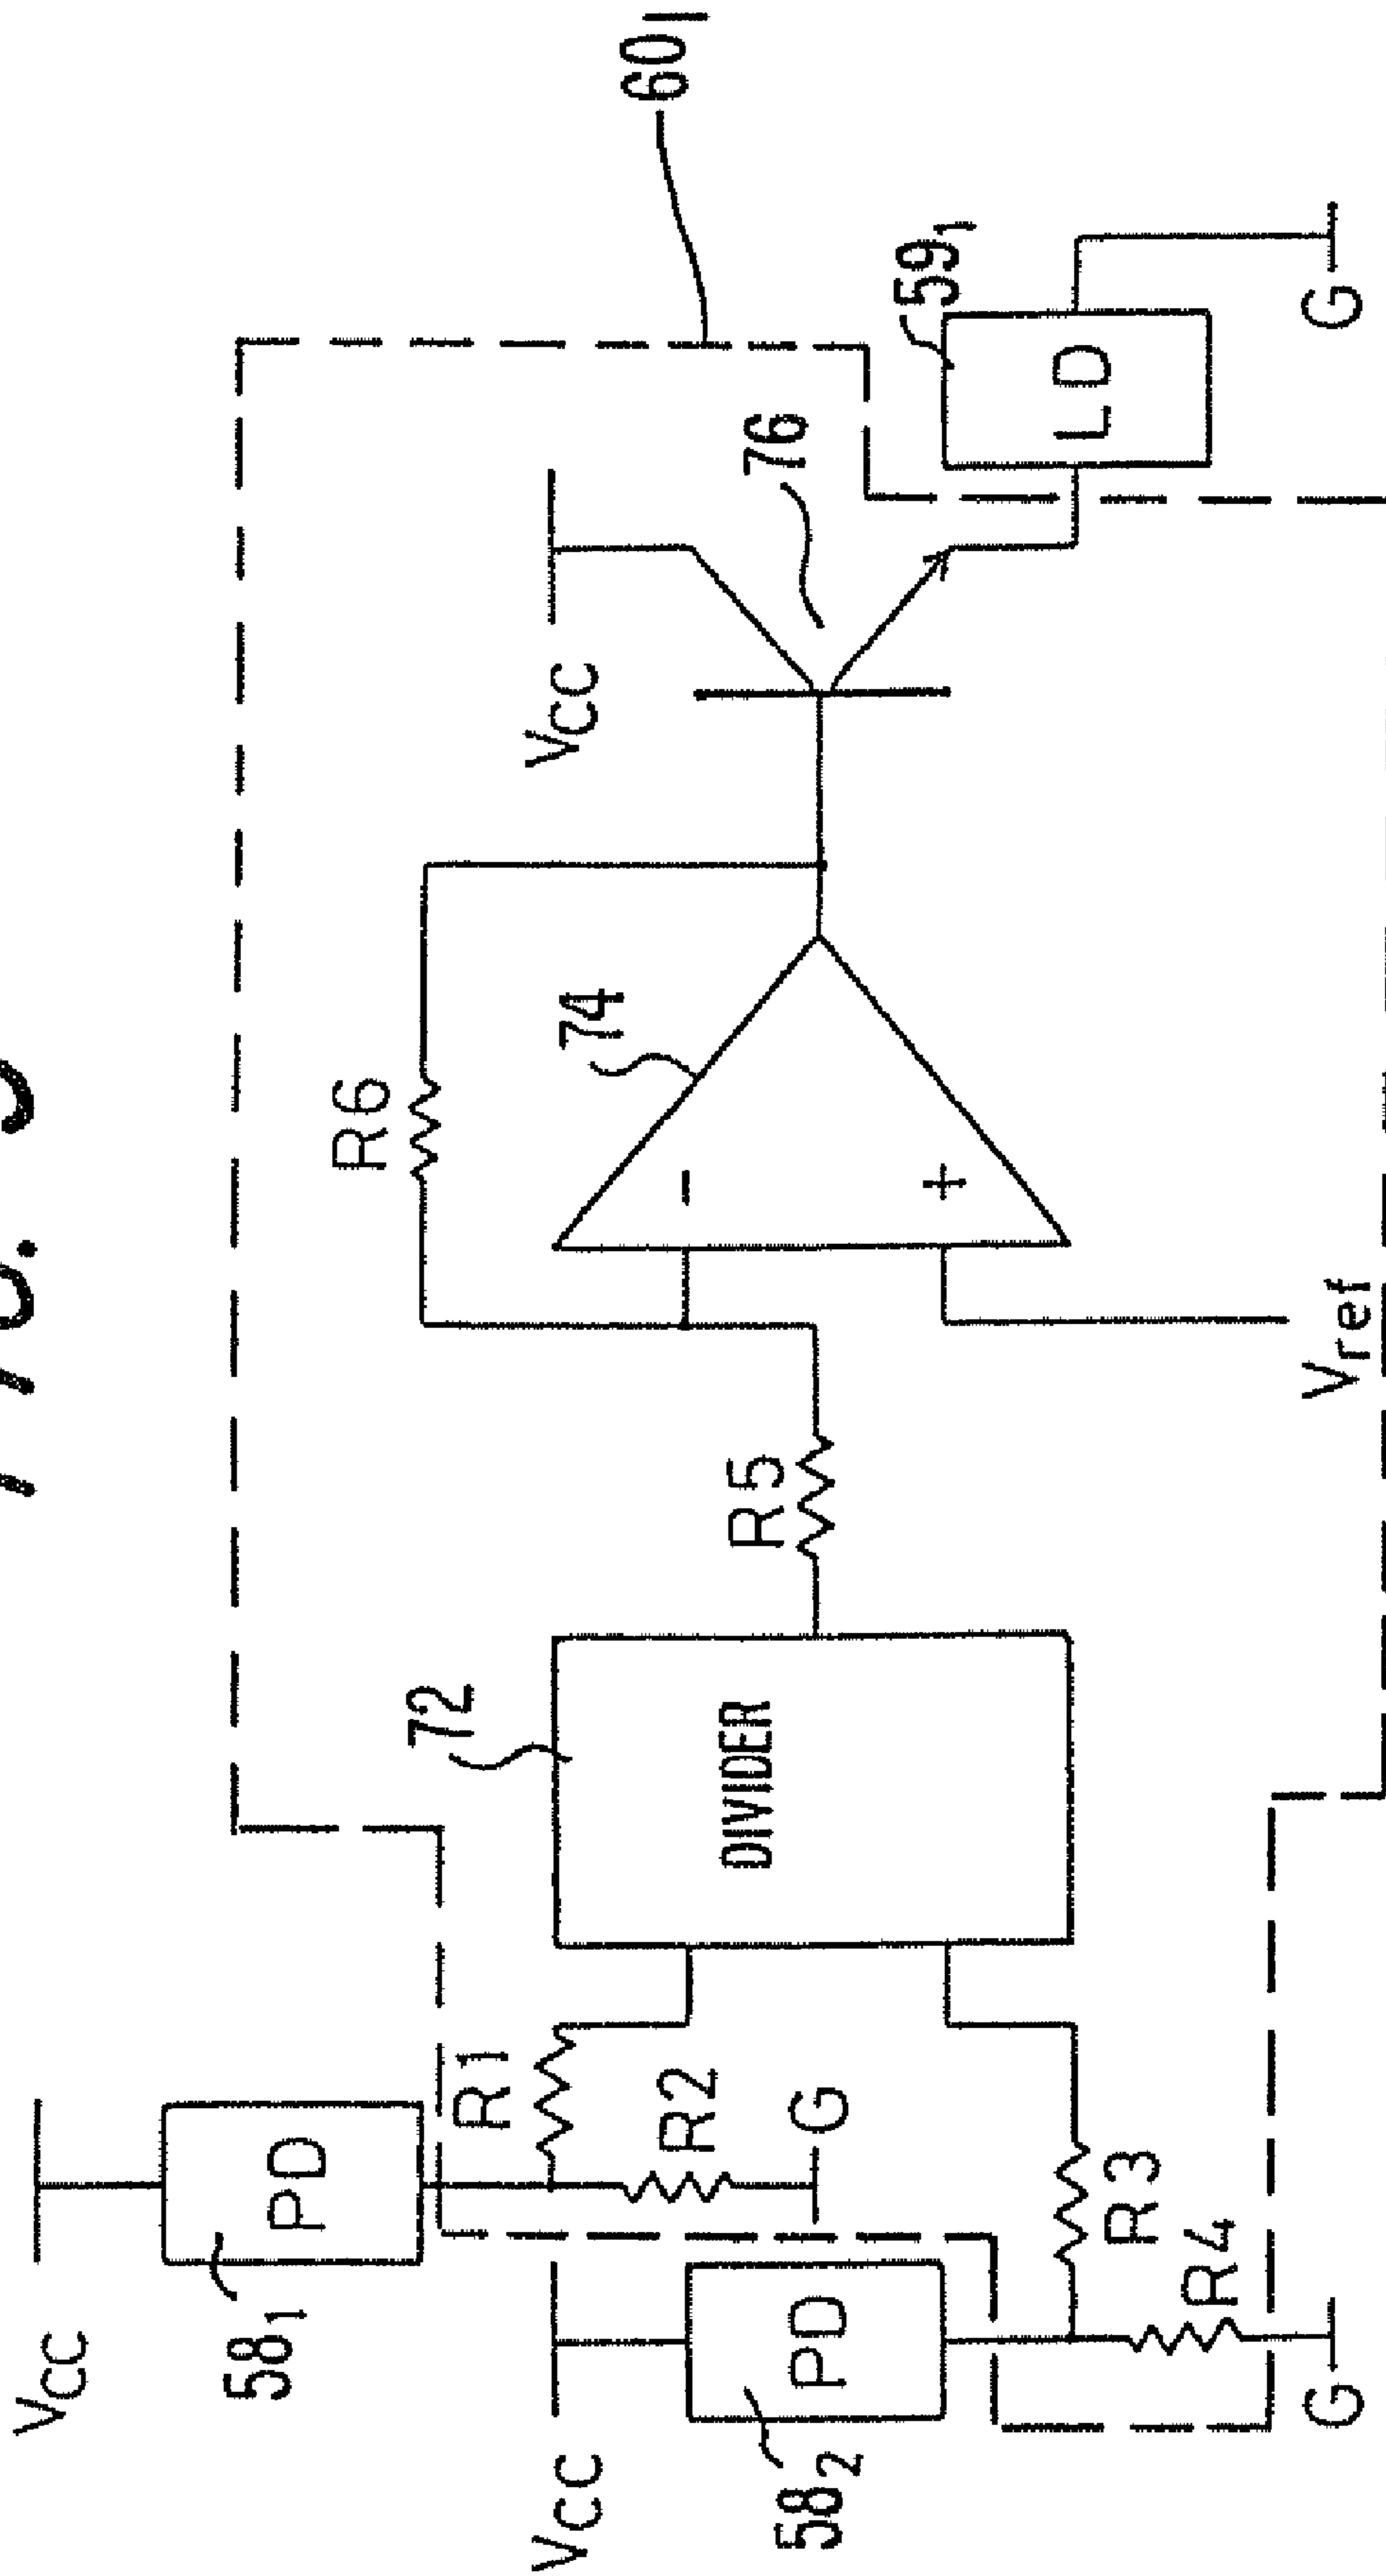 VCC
PD
58₁
R1
R2
G
VCC
PD
58₂
R3
R4
G
72
DIVIDER
R5
R6
74
-
+
Vref
VCC
76
60₁
59₁
LD
G